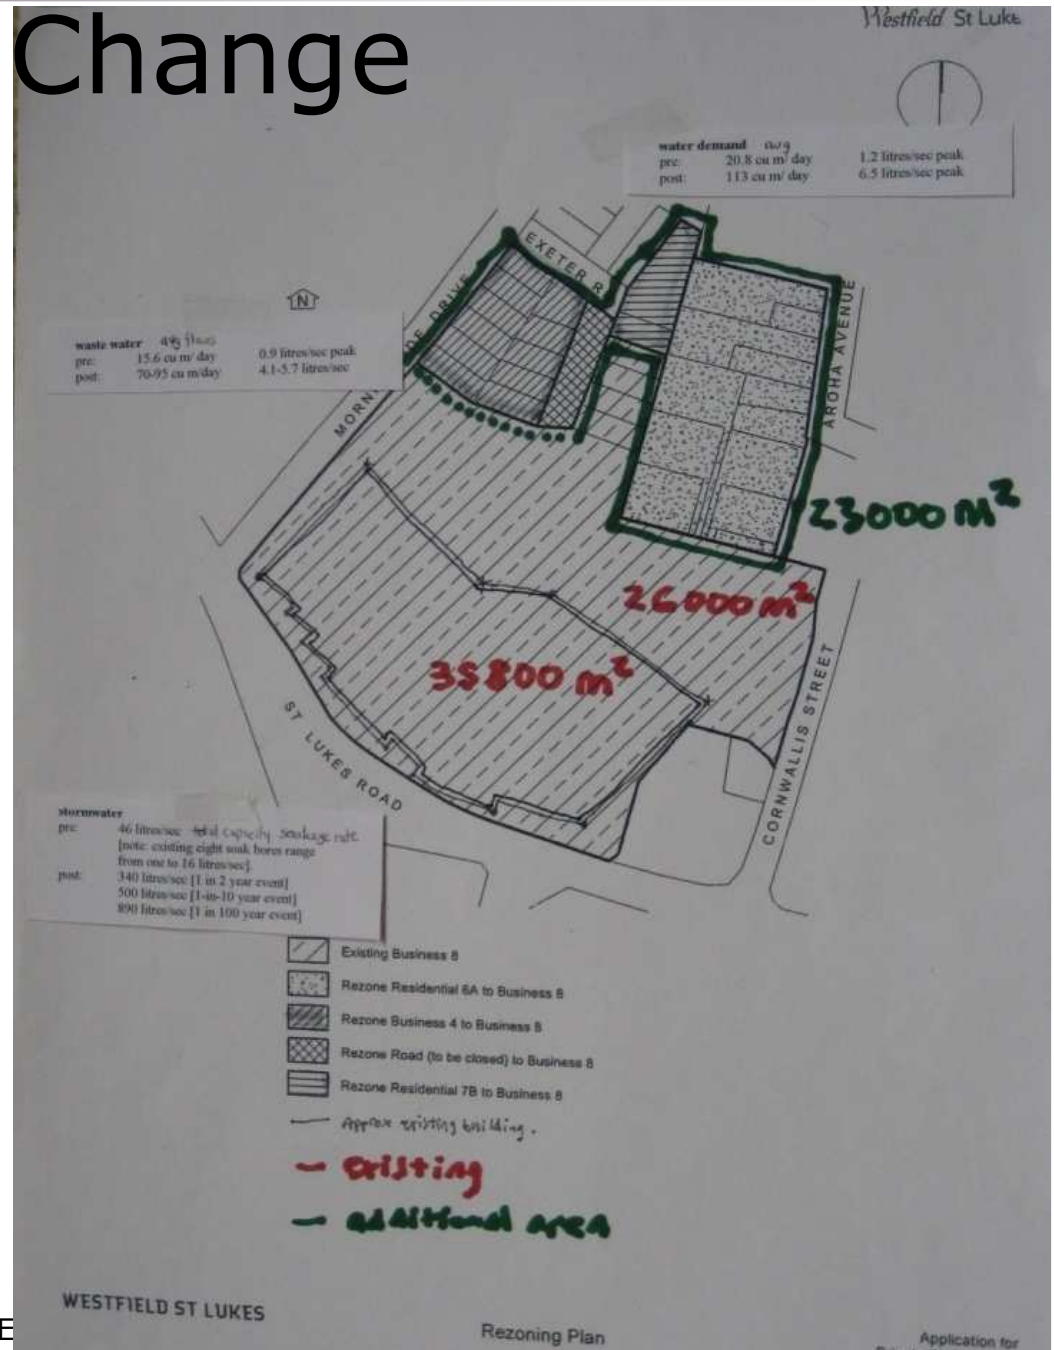 Change
Westfield St Luke
water demand avg
pre: 20.8 cu m/ day 1.2 litres/sec peak
post: 113 cu m/ day 6.5 litres/sec peak
EXETER R
DRIVE
N
AROHA AVENUE
waste water avg flows
pre: 15.6 cu m/ day 0.9 litres/sec peak
post: 70-95 cu m/day 4.1-5.7 litres/sec
MORN
23000 m²
26000 m²
35800 m²
ST LUKES ROAD
CORNWALLIS STREET
stormwater
pre: 46 litres/sec total capacity soakage rate
[note: existing eight soak bores range
from one to 16 litres/sec].
post: 340 litres/sec [1 in 2 year event]
500 litres/sec [1-in-10 year event]
890 litres/sec [1 in 100 year event]
Existing Business 8
Rezone Residential 6A to Business 8
Rezone Business 4 to Business 8
Rezone Road (to be closed) to Business 8
Rezone Residential 7B to Business 8
Approx existing building.
existing
additional area
WESTFIELD ST LUKES
E
Rezoning Plan
Application for